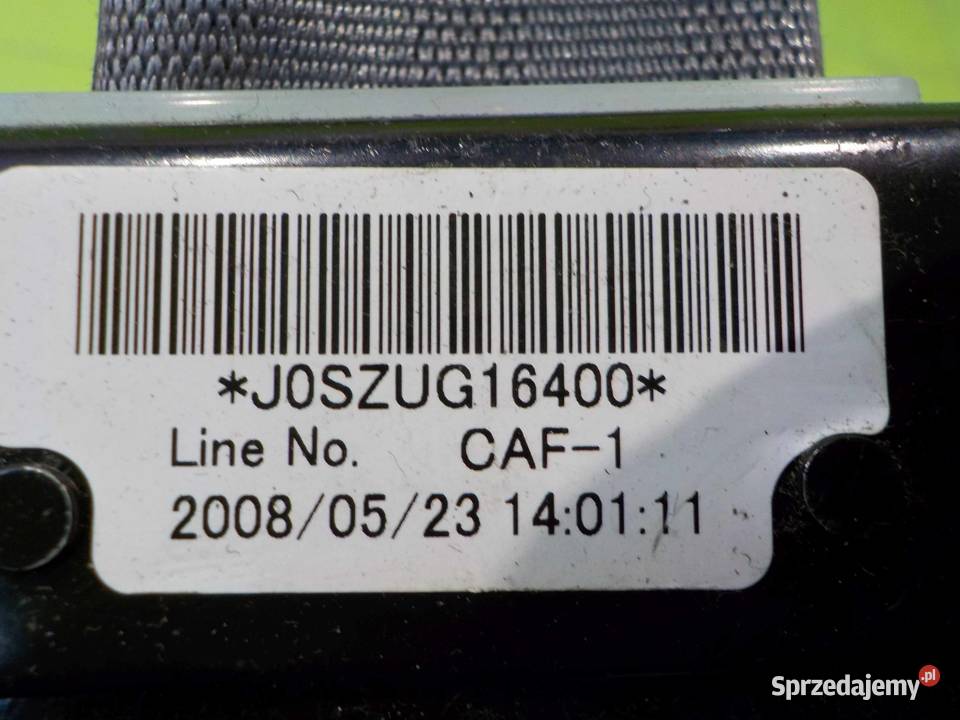 *J0SZUG16400*
Line No. CAF-1
2008/05/23 14:01:11
Sprzedajemy.pl